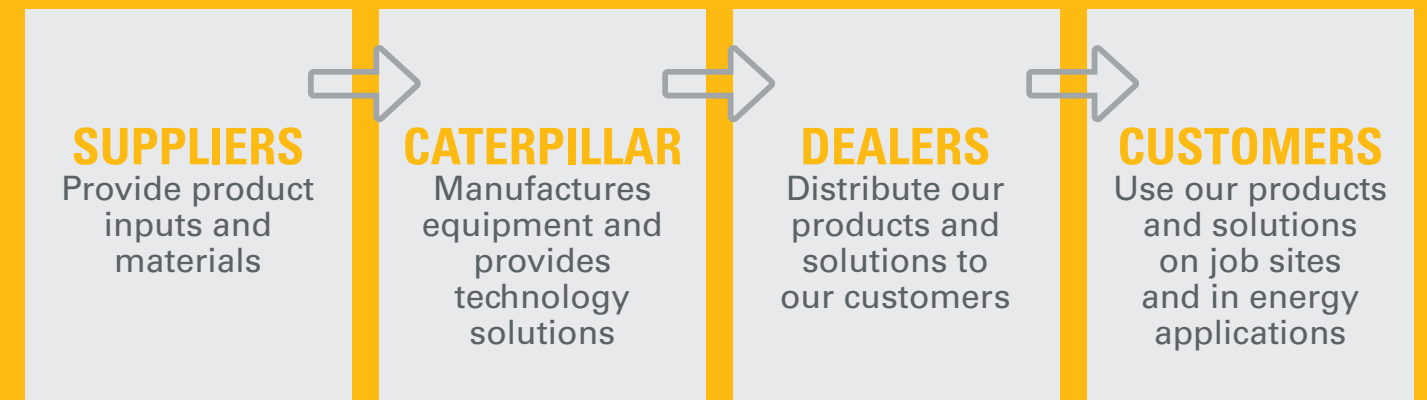 SUPPLIERS
Provide product
inputs and
materials
CATERPILLAR
Manufactures
equipment and
provides
technology
solutions
DEALERS
Distribute our
products and
solutions to
our customers
CUSTOMERS
Use our products
and solutions
on job sites
and in energy
applications